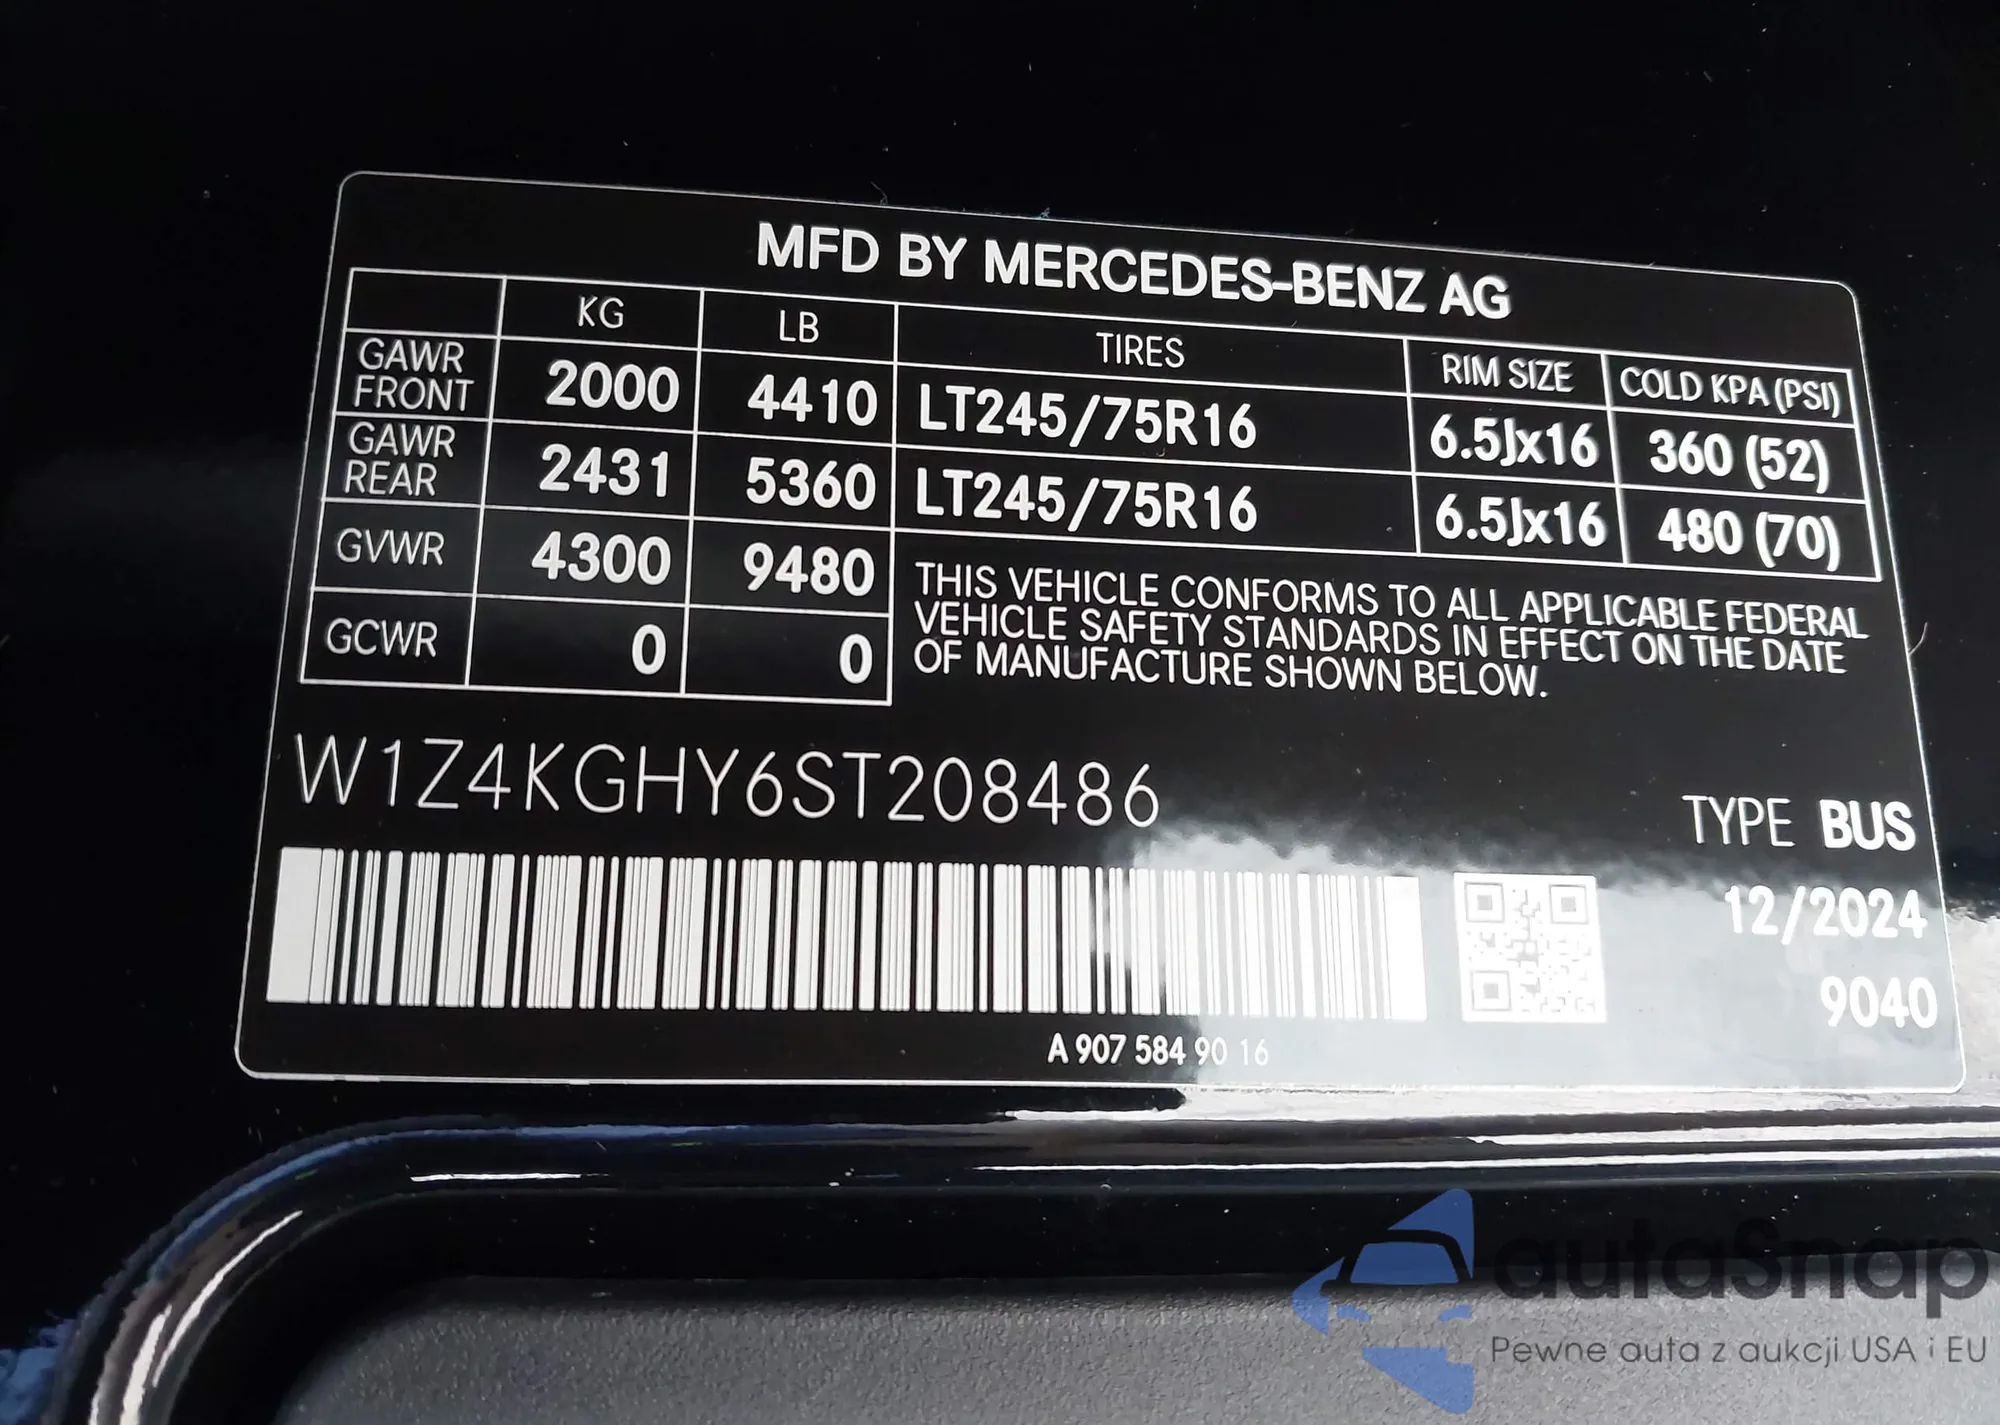 MFD BY MERCEDES-BENZ AG
KG LB TIRES RIM SIZE COLD KPA (PSI)
GAWR FRONT 2000 4410 LT245/75R16 6.5Jx16 360 (52)
GAWR REAR 2431 5360 LT245/75R16 6.5Jx16 480 (70)
GVWR 4300 9480
GCWR 0 0
THIS VEHICLE CONFORMS TO ALL APPLICABLE FEDERAL
VEHICLE SAFETY STANDARDS IN EFFECT ON THE DATE
OF MANUFACTURE SHOWN BELOW.
W1Z4KGHY6ST208486
TYPE BUS
12/2024
9040
A 907 584 90 16
autaSnap
Pewne auta z aukcji USA i EU